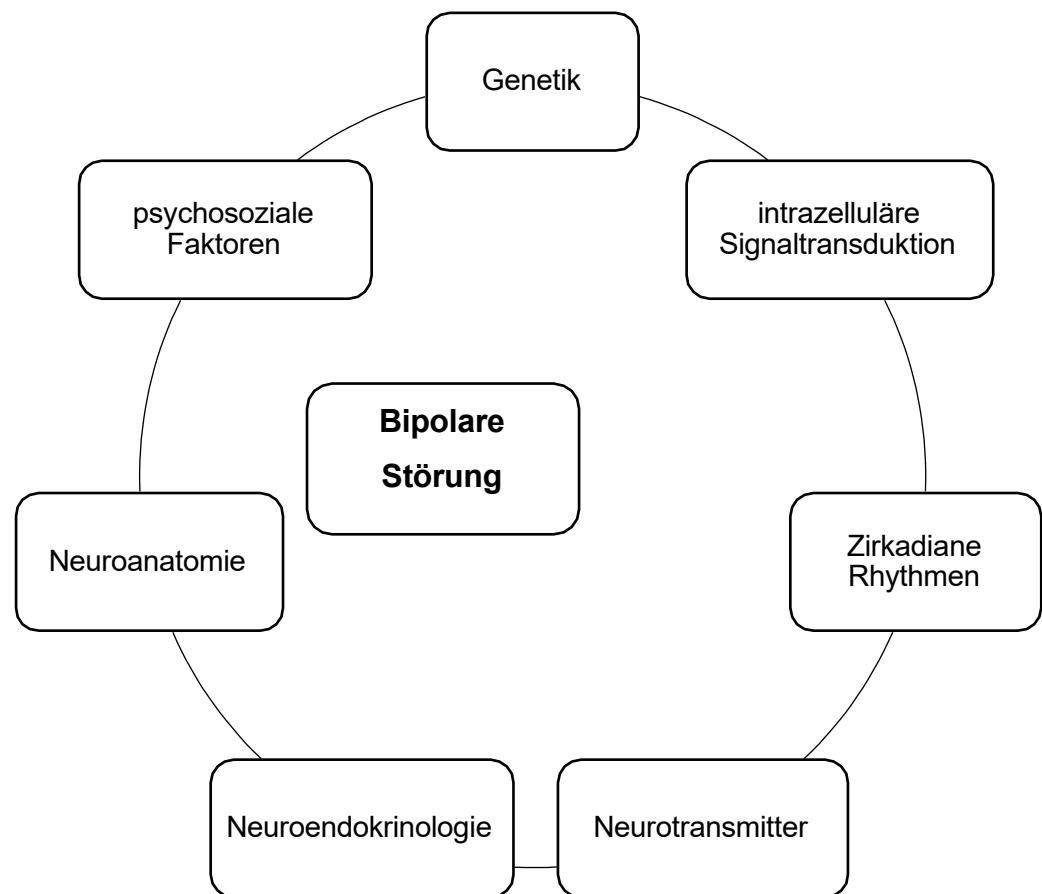 Genetik
psychosoziale
Faktoren
intrazelluläre
Signaltransduktion
Bipolare
Störung
Neuroanatomie
Zirkadiane
Rhythmen
Neuroendokrinologie
Neurotransmitter